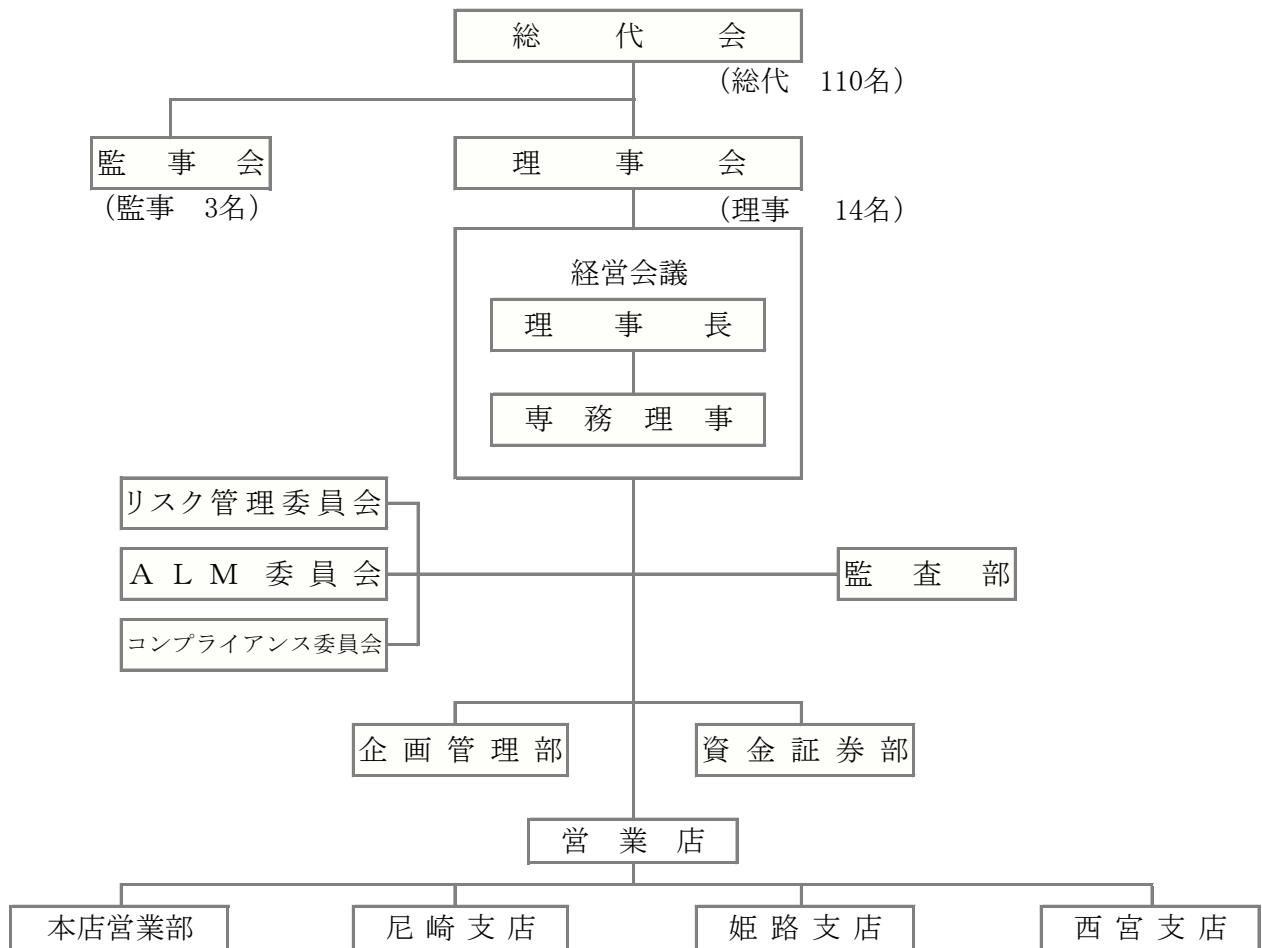 総代会
(総代 110名)
監事会
(監事 3名)
理事会
(理事 14名)
経営会議
理事長
専務理事
リスク管理委員会
ALM委員会
監査部
コンプライアンス委員会
企画管理部
資金証券部
営業店
本店営業部
尼崎支店
姫路支店
西宮支店